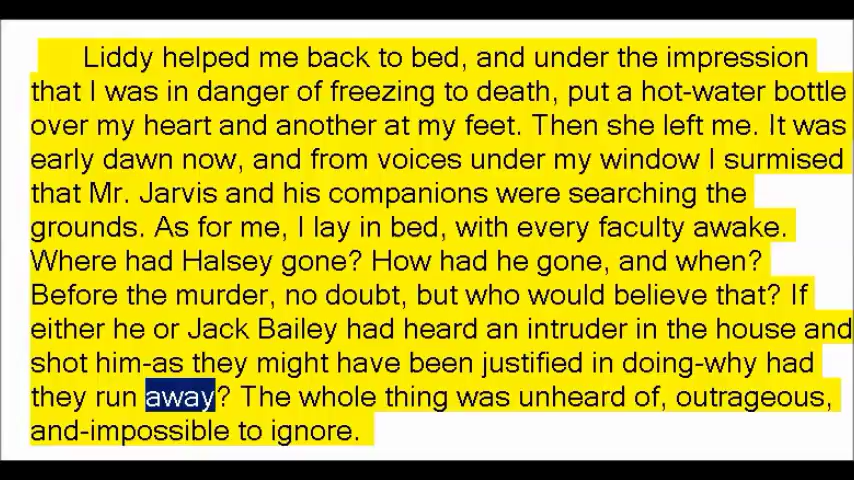 Liddy helped me back to bed, and under the impression
that I was in danger of freezing to death, put a hot-water bottle
over my heart and another at my feet. Then she left me. It was
early dawn now, and from voices under my window I surmised
that Mr. Jarvis and his companions were searching the
grounds. As for me, I lay in bed, with every faculty awake.
Where had Halsey gone? How had he gone, and when?
Before the murder, no doubt, but who would believe that? If
either he or Jack Bailey had heard an intruder in the house and
shot him-as they might have been justified in doing-why had
they run away? The whole thing was unheard of, outrageous,
and-impossible to ignore.